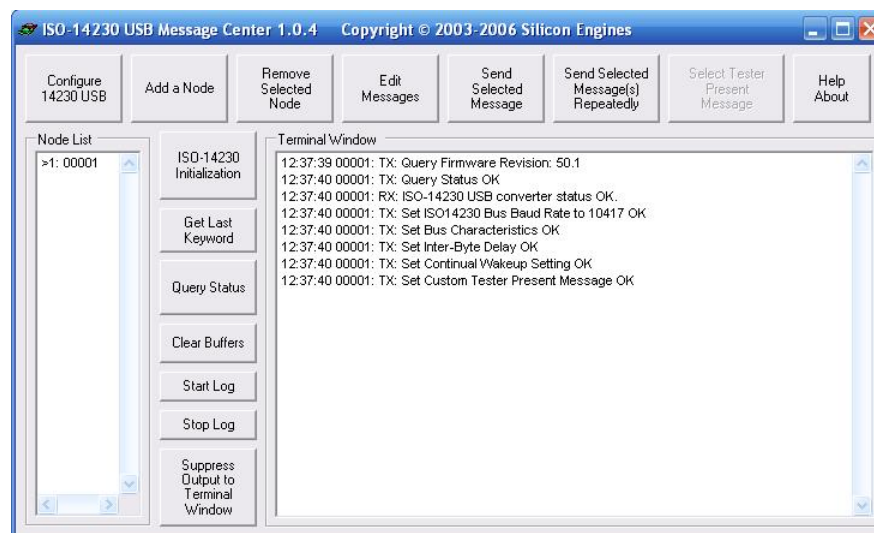 ISO-14230 USB Message Center 1.0.4 Copyright © 2003-2006 Silicon Engines
Configure
14230 USB
Add a Node
Remove
Selected
Node
Edit
Messages
Send
Selected
Message
Send Selected
Message(s)
Repeatedly
Select Tester
Present
Message
Help
About
Node List
>1: 00001
ISO-14230
Initialization
Get Last
Keyword
Query Status
Clear Buffers
Start Log
Stop Log
Suppress
Output to
Terminal
Window
Terminal Window
12:37:39 00001: TX: Query Firmware Revision: 50.1
12:37:40 00001: TX: Query Status OK
12:37:40 00001: RX: ISO-14230 USB converter status OK.
12:37:40 00001: TX: Set ISO14230 Bus Baud Rate to 10417 OK
12:37:40 00001: TX: Set Bus Characteristics OK
12:37:40 00001: TX: Set Inter-Byte Delay OK
12:37:40 00001: TX: Set Continual Wakeup Setting OK
12:37:40 00001: TX: Set Custom Tester Present Message OK